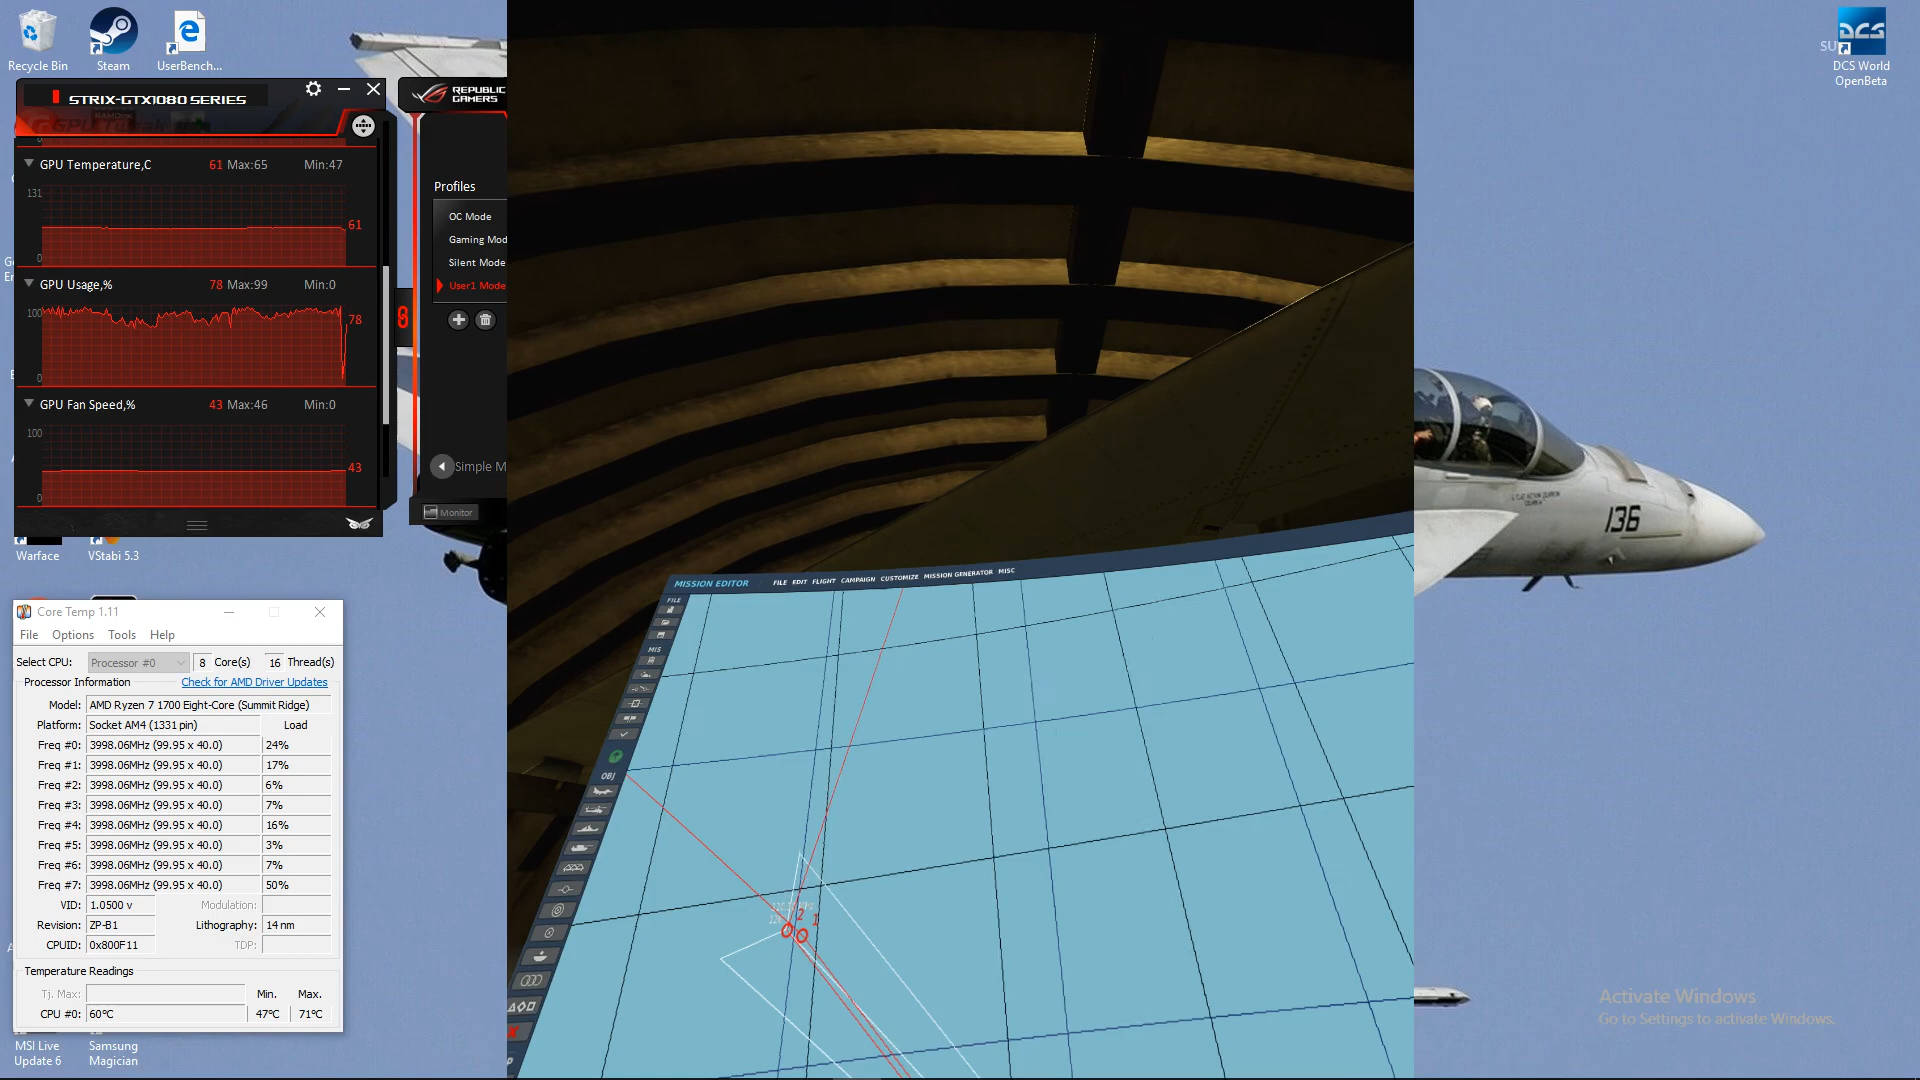 Recycle Bin
Steam
UserBench...
DCS
DCS World
OpenBeta
STRIX-GTX1080 SERIES
REPUBLIC
GAMERS
GPU Temperature,C 61 Max:65 Min:47
131
61
0
GPU Usage,% 78 Max:99 Min:0
100
78
0
GPU Fan Speed,% 43 Max:46 Min:0
100
43
0
Profiles
OC Mode
Gaming Mod
Silent Mode
User1 Mode
Simple M
Monitor
Warface
VStabi 5.3
Core Temp 1.11
File Options Tools Help
Select CPU: Processor #0 8 Core(s) 16 Thread(s)
Processor Information Check for AMD Driver Updates
Model: AMD Ryzen 7 1700 Eight-Core (Summit Ridge)
Platform: Socket AM4 (1331 pin) Load
Freq #0: 3998.06MHz (99.95 x 40.0) 24%
Freq #1: 3998.06MHz (99.95 x 40.0) 17%
Freq #2: 3998.06MHz (99.95 x 40.0) 6%
Freq #3: 3998.06MHz (99.95 x 40.0) 7%
Freq #4: 3998.06MHz (99.95 x 40.0) 16%
Freq #5: 3998.06MHz (99.95 x 40.0) 3%
Freq #6: 3998.06MHz (99.95 x 40.0) 7%
Freq #7: 3998.06MHz (99.95 x 40.0) 50%
VID: 1.0500 v Modulation:
Revision: ZP-B1 Lithography: 14 nm
CPUID: 0x800F11 TDP:
Temperature Readings
Tj. Max: Min. Max.
CPU #0: 60°C 47°C 71°C
MSI Live
Update 6
Samsung
Magician
MISSION EDITOR FILE EDIT FLIGHT CAMPAIGN CUSTOMIZE MISSION GENERATOR MISC
FILE
MIS
OBJ
2 1
136
Activate Windows
Go to Settings to activate Windows.